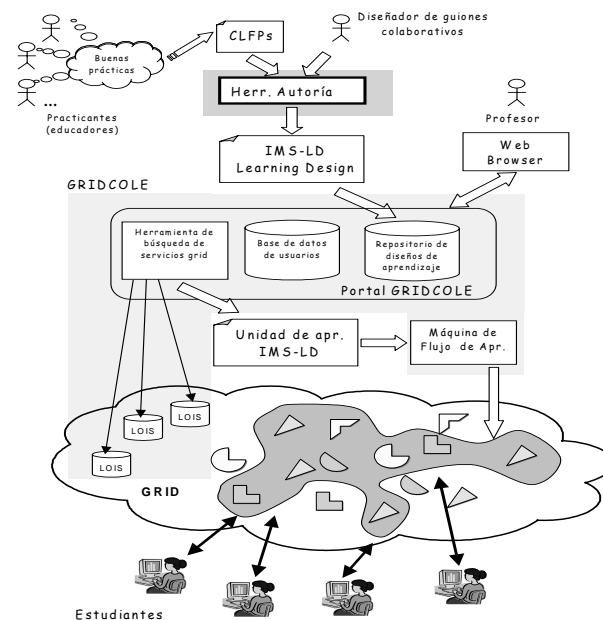 Diseñador de guiones
colaborativos
CLFPs
Buenas
prácticas
...
Practicantes
(educadores)
Herr. Autoría
Profesor
IMS-LD
Learning Design
Web
Browser
GRIDCOLE
Herramienta de
búsqueda de
servicios grid
Base de datos
de usuarios
Repositorio de
diseños de
aprendizaje
Portal GRIDCOLE
Unidad de apr.
IMS-LD
Máquina de
Flujo de Apr.
LOIS
LOIS
LOIS
GRID
Estudiantes